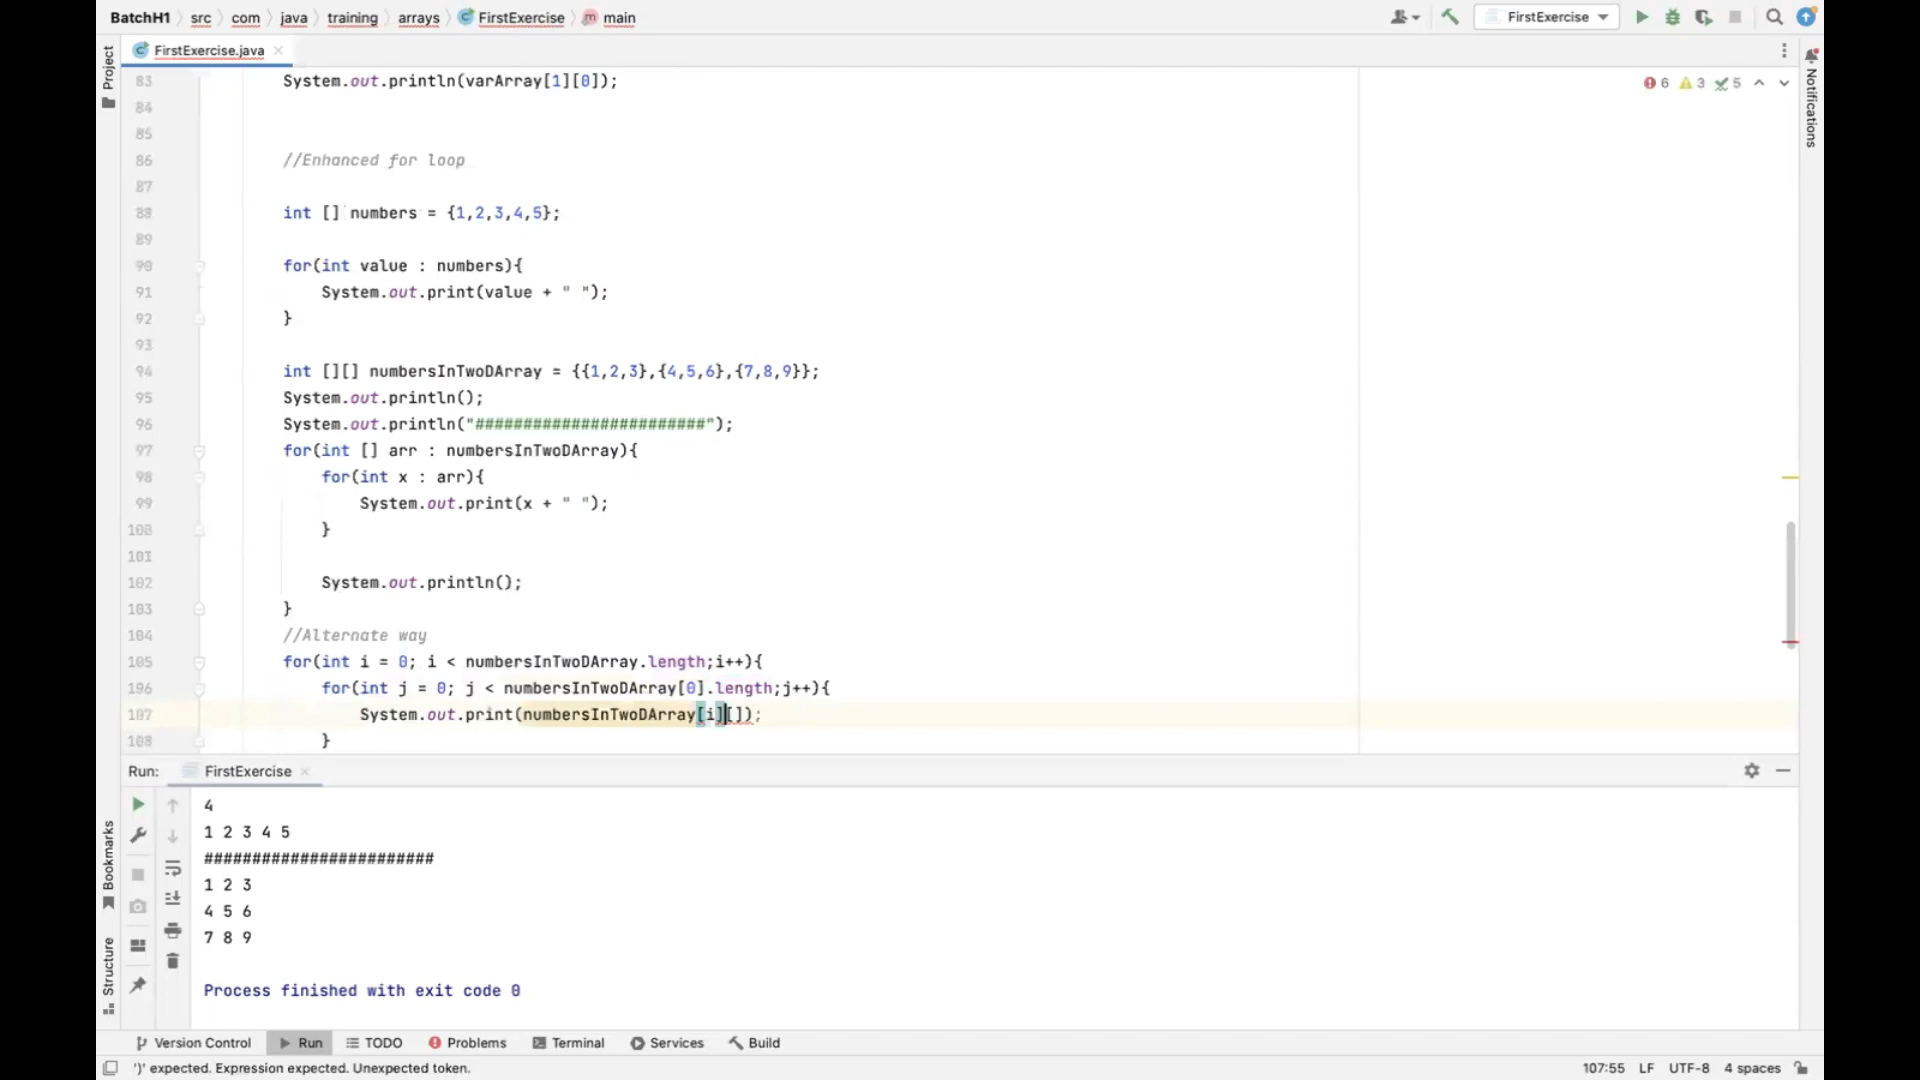 BatchH1 src com java training arrays FirstExercise main
FirstExercise
Project
FirstExercise.java
6 3 5
Notifications
83 System.out.println(varArray[1][0]);
84
85
86 //Enhanced for loop
87
88 int [] numbers = {1,2,3,4,5};
89
90 for(int value : numbers){
91 System.out.print(value + " ");
92 }
93
94 int [][] numbersInTwoDArray = {{1,2,3},{4,5,6},{7,8,9}};
95 System.out.println();
96 System.out.println("########################");
97 for(int [] arr : numbersInTwoDArray){
98 for(int x : arr){
99 System.out.print(x + " ");
100 }
101
102 System.out.println();
103 }
104 //Alternate way
105 for(int i = 0; i < numbersInTwoDArray.length;i++){
106 for(int j = 0; j < numbersInTwoDArray[0].length;j++){
107 System.out.print(numbersInTwoDArray[i][]);
108 }
Run: FirstExercise
4
1 2 3 4 5
########################
1 2 3
4 5 6
7 8 9
Process finished with exit code 0
Bookmarks
Structure
Version Control Run TODO Problems Terminal Services Build
')' expected. Expression expected. Unexpected token.
107:55 LF UTF-8 4 spaces